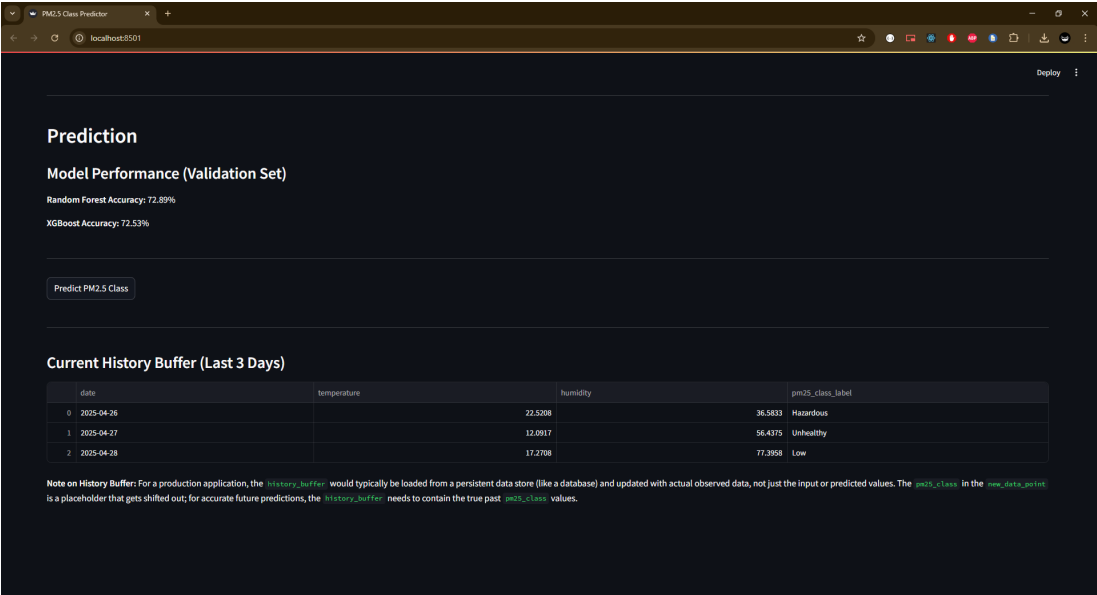 PM2.5 Class Predictor
localhost:8501
Deploy
Prediction
Model Performance (Validation Set)
Random Forest Accuracy: 72.89%
XGBoost Accuracy: 72.53%
Predict PM2.5 Class
Current History Buffer (Last 3 Days)
date temperature humidity pm25_class_label
0 2025-04-26 22.5208 36.5833 Hazardous
1 2025-04-27 12.0917 56.4375 Unhealthy
2 2025-04-28 17.2708 77.3958 Low
Note on History Buffer: For a production application, the history_buffer would typically be loaded from a persistent data store (like a database) and updated with actual observed data, not just the input or predicted values. The pm25_class in the new_data_point
is a placeholder that gets shifted out; for accurate future predictions, the history_buffer needs to contain the true past pm25_class values.